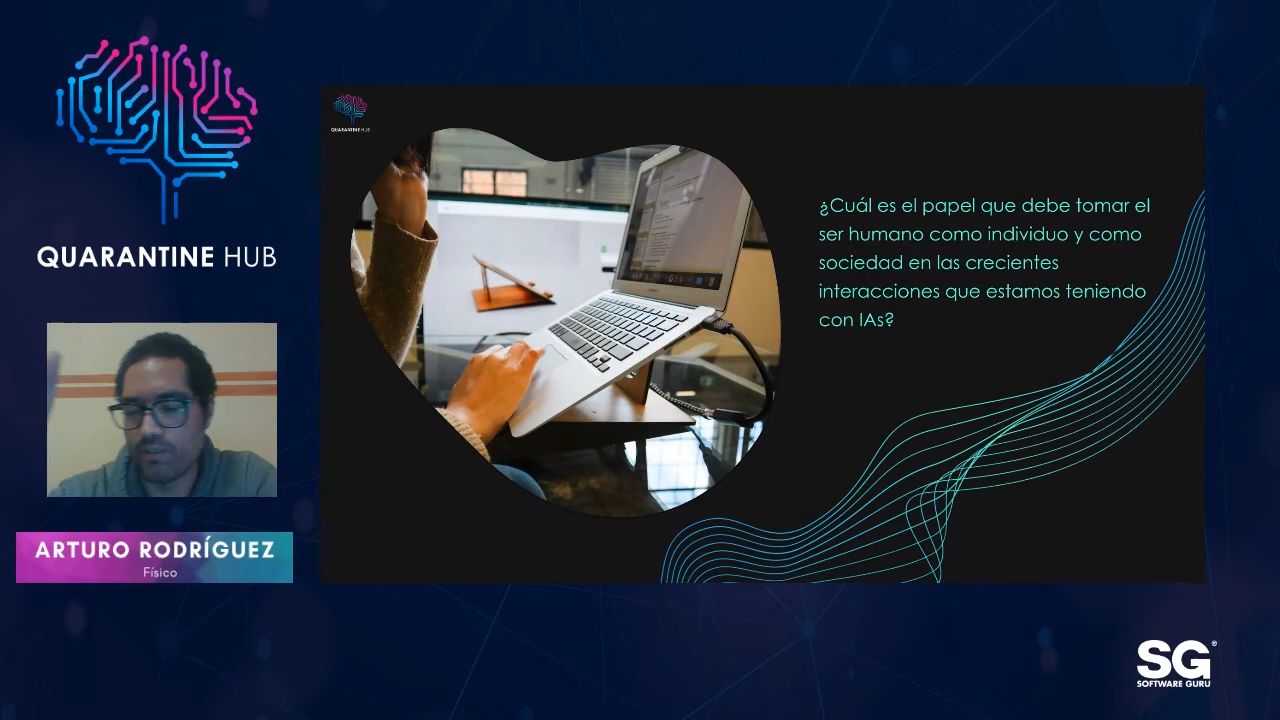 QUARANTINE HUB
ARTURO RODRÍGUEZ
Físico
QUARANTINE HUB
¿Cuál es el papel que debe tomar el
ser humano como individuo y como
sociedad en las crecientes
interacciones que estamos teniendo
con IAs?
SG
SOFTWARE GURU